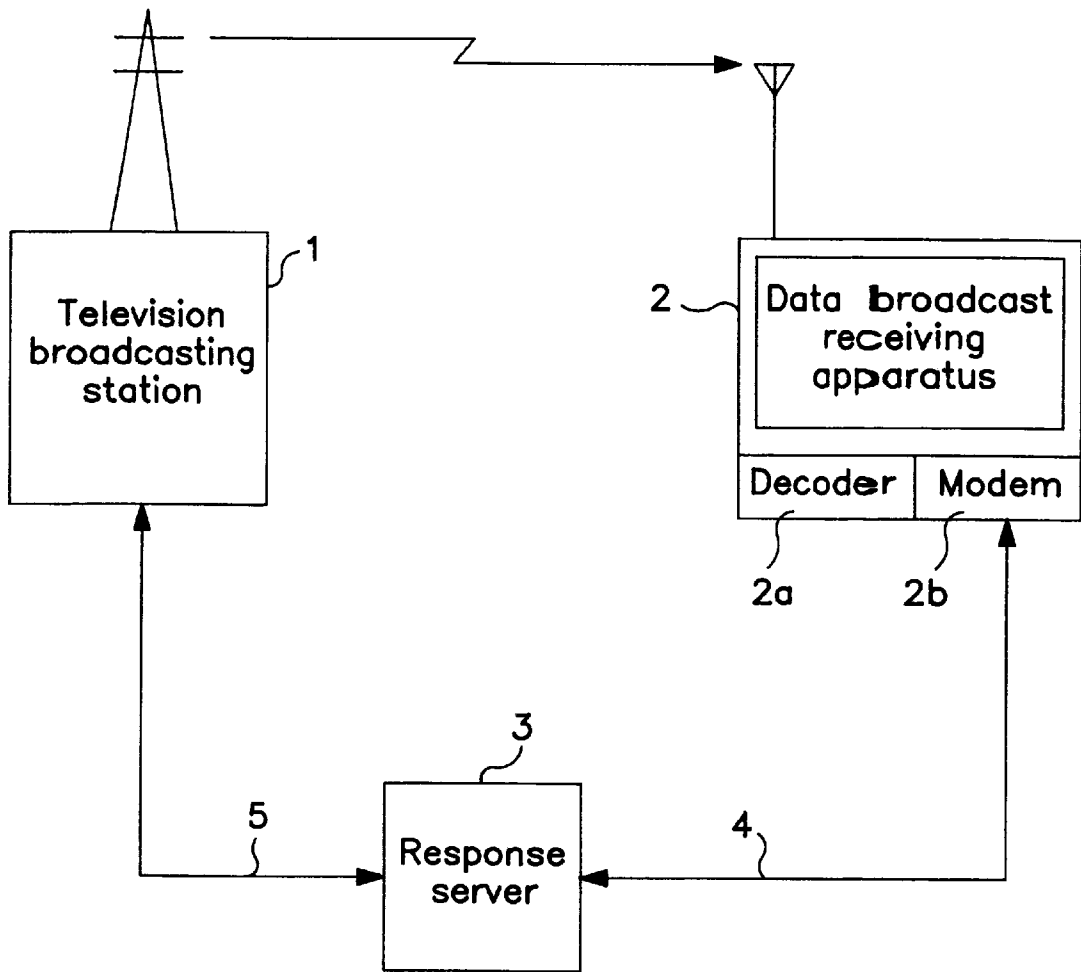 1
Television
broadcasting
station
2
Data broadcast
receiving
apparatus
Decoder
Modem
2a
2b
3
5
4
Response
server